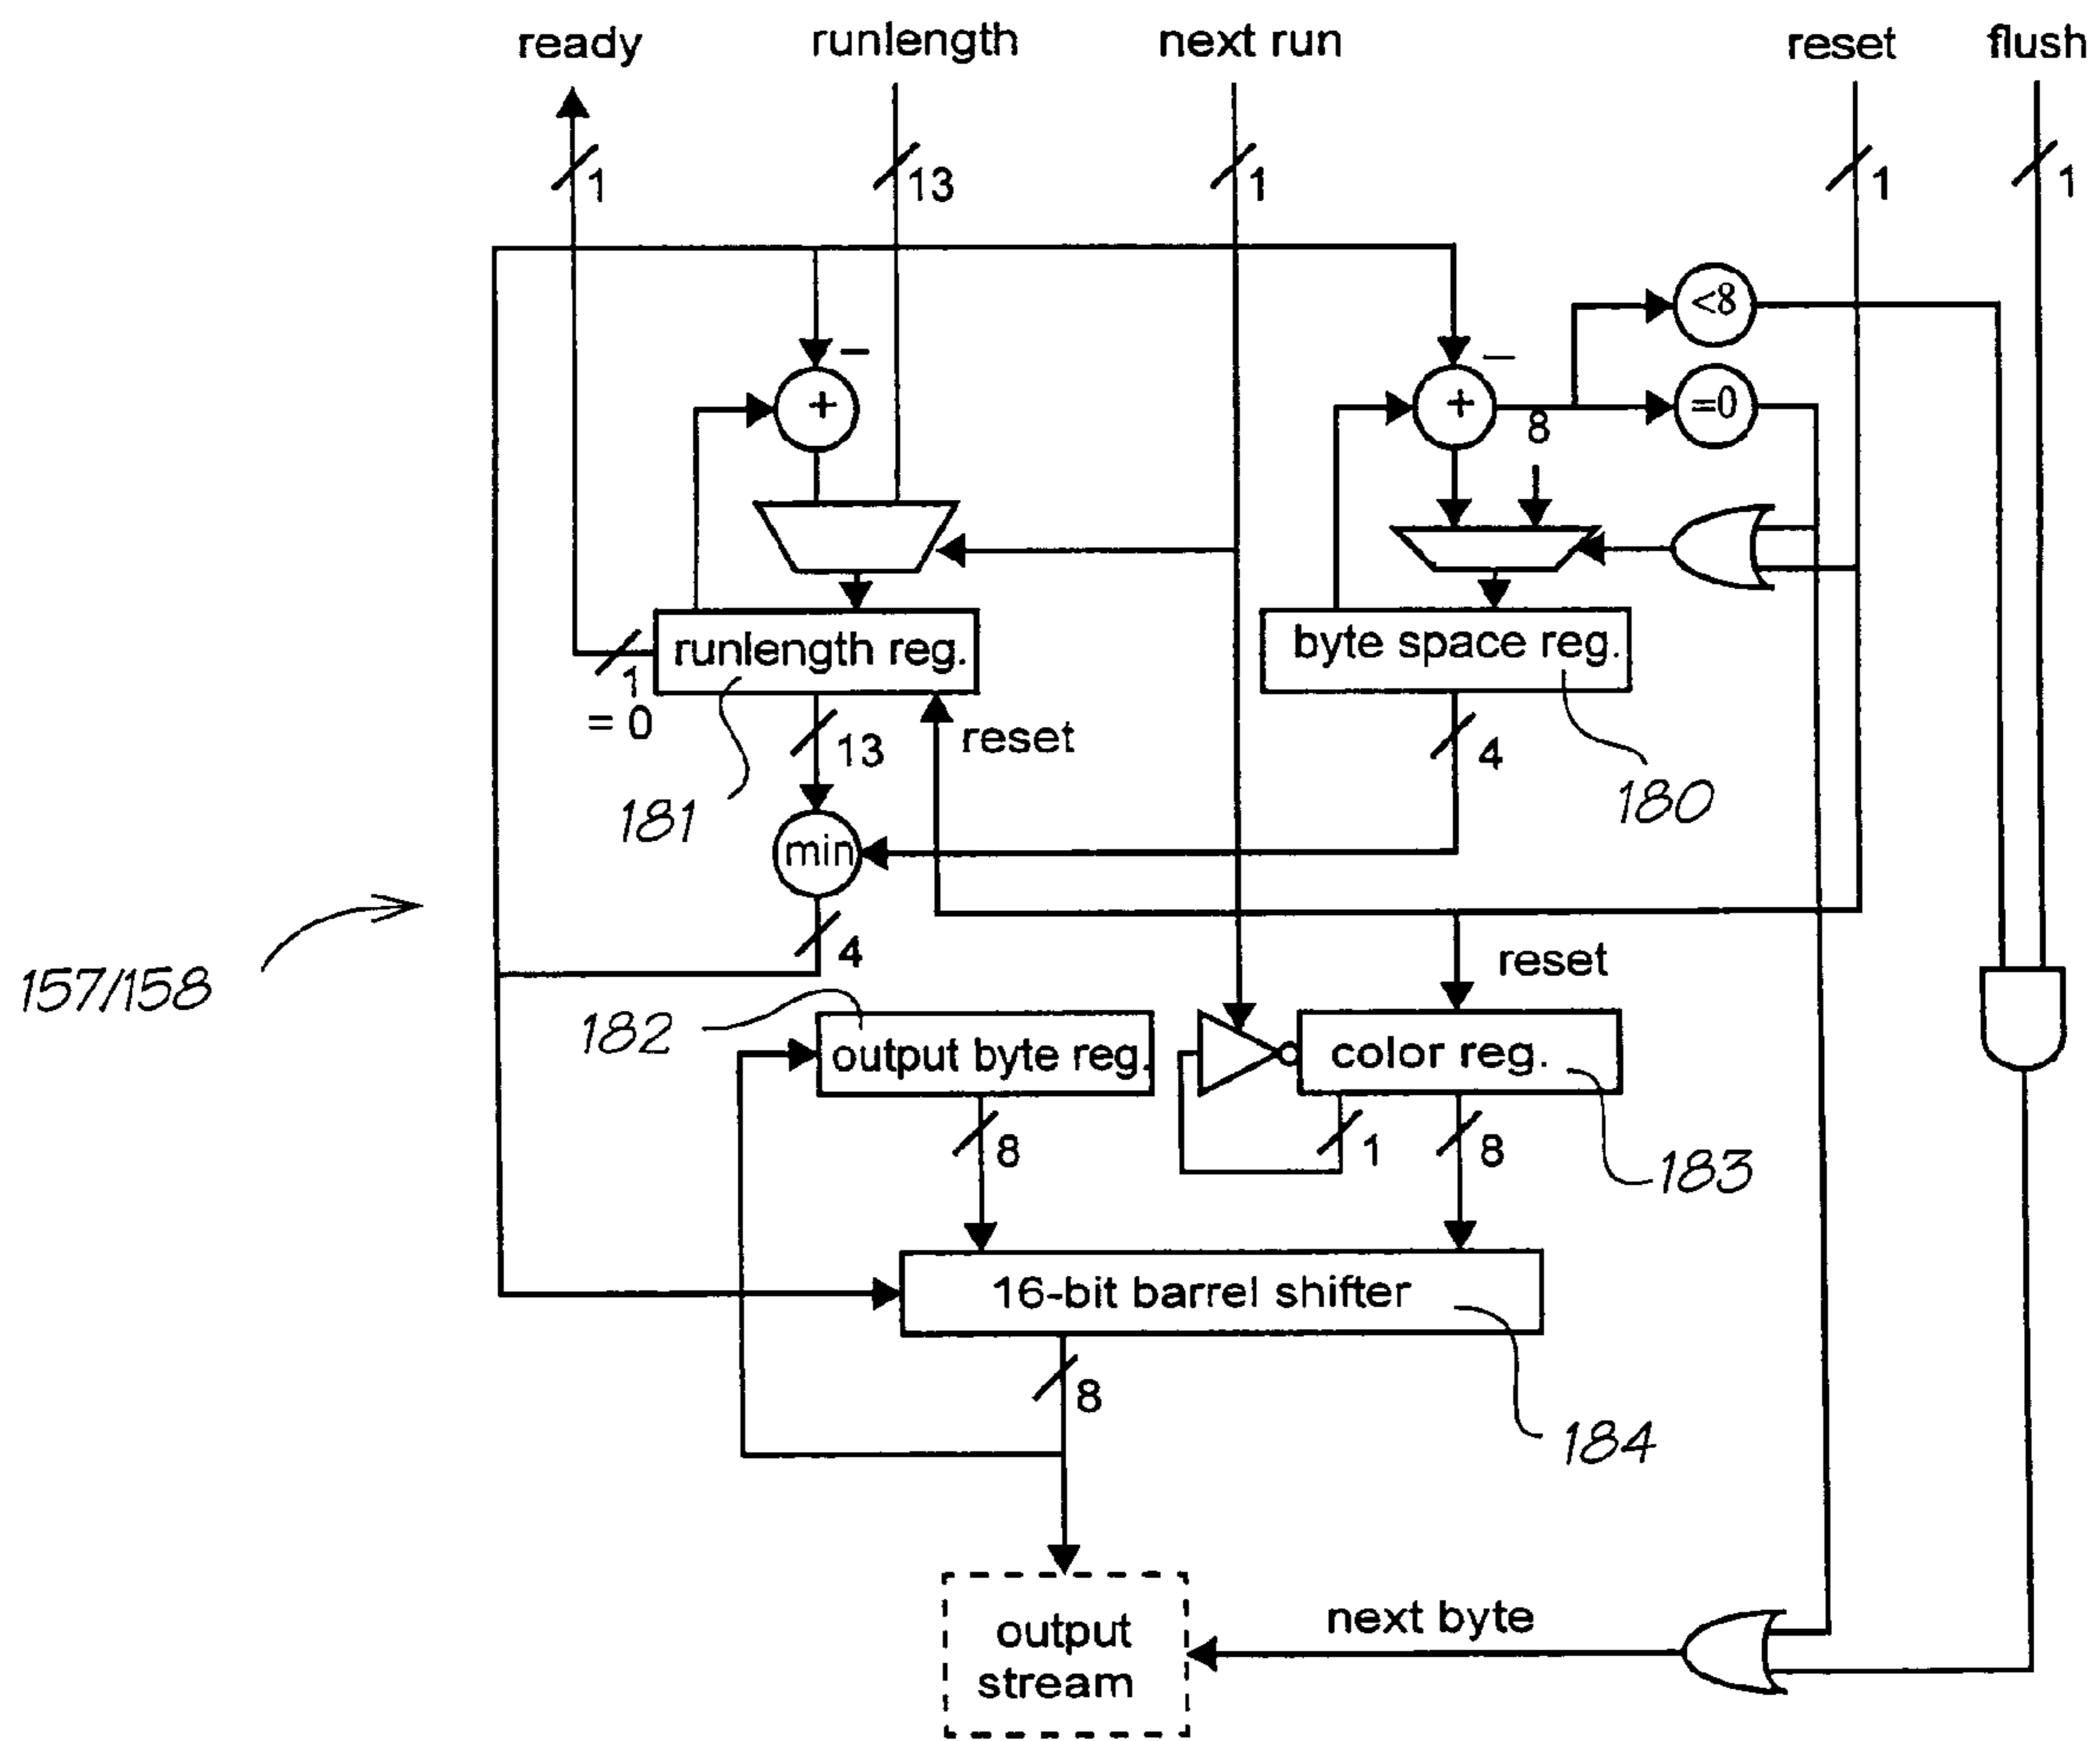 ready
runlength
next run
reset
flush
1
13
1
1
1
<8
−
+
−
+
=0
8
runlength reg.
byte space reg.
1
= 0
13
reset
4
181
180
min
4
157/158
reset
182
output byte reg.
color reg.
8
1
8
183
16-bit barrel shifter
8
184
next byte
output
stream